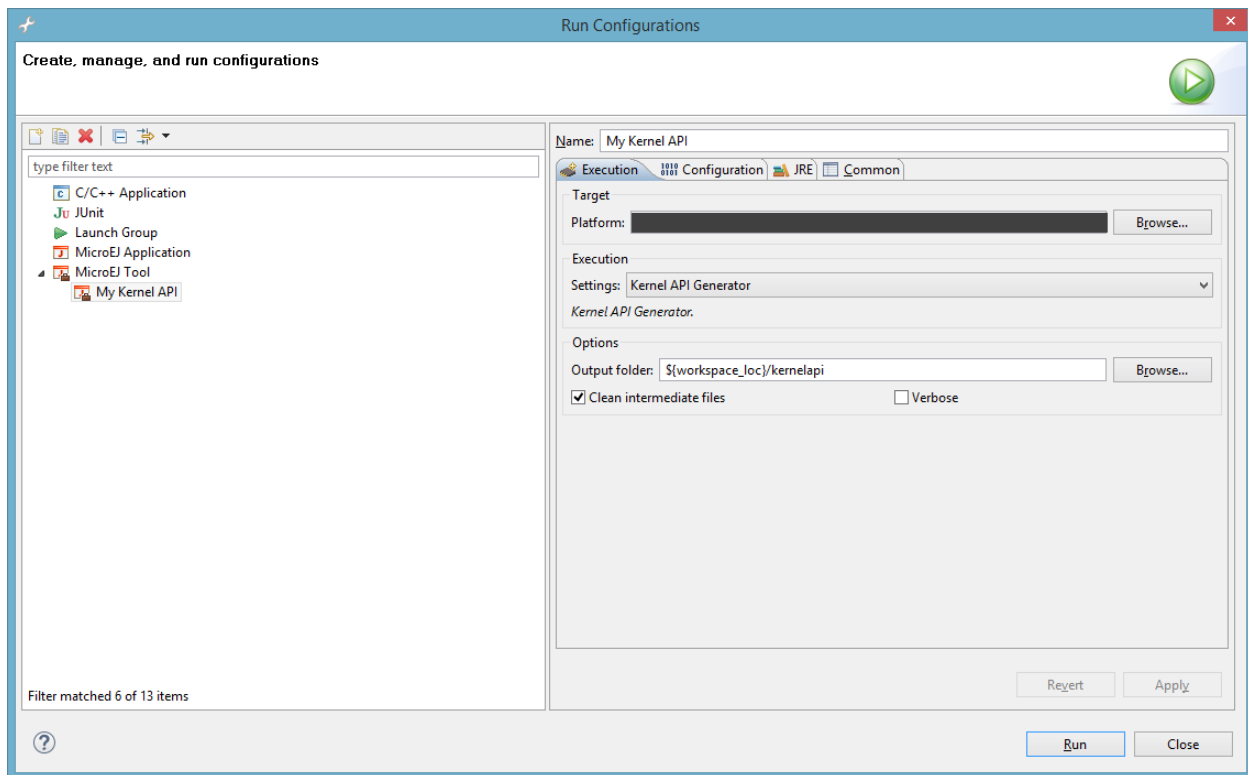 Run Configurations
Create, manage, and run configurations
type filter text
C/C++ Application
JUnit
Launch Group
MicroEJ Application
MicroEJ Tool
My Kernel API
Filter matched 6 of 13 items
Name: My Kernel API
Execution Configuration JRE Common
Target
Platform: Browse...
Execution
Settings: Kernel API Generator
Kernel API Generator.
Options
Output folder: ${workspace_loc}/kernelapi Browse...
Clean intermediate files Verbose
Revert Apply
Run Close